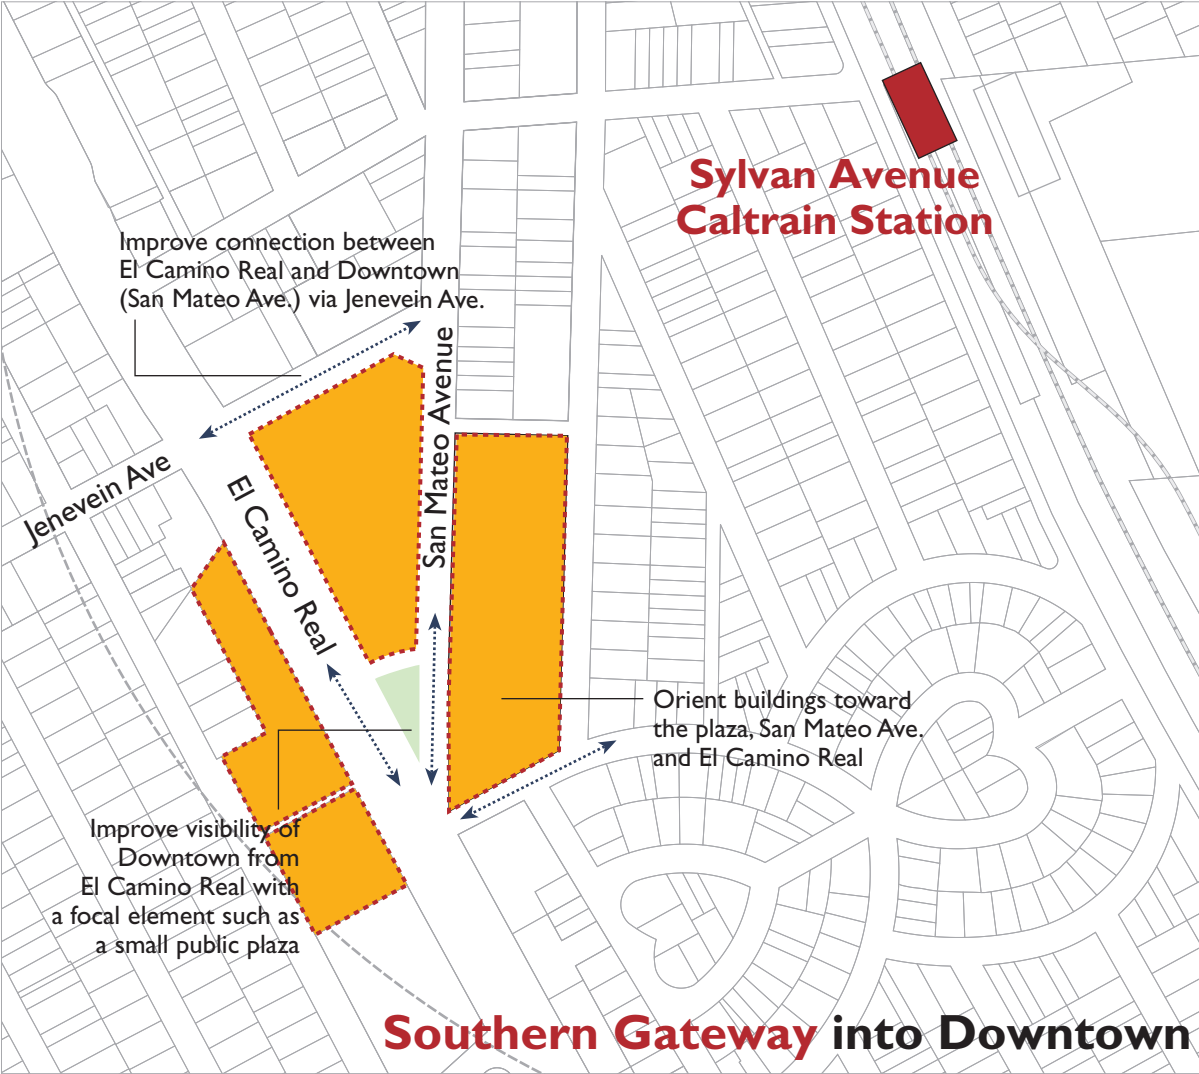 Sylvan Avenue
Caltrain Station
Improve connection between
El Camino Real and Downtown
(San Mateo Ave.) via Jenevein Ave.
San Mateo Avenue
Jenevein Ave
El Camino Real
Orient buildings toward
the plaza, San Mateo Ave.
and El Camino Real
Improve visibility of
Downtown from
El Camino Real with
a focal element such as
a small public plaza
Southern Gateway into Downtown